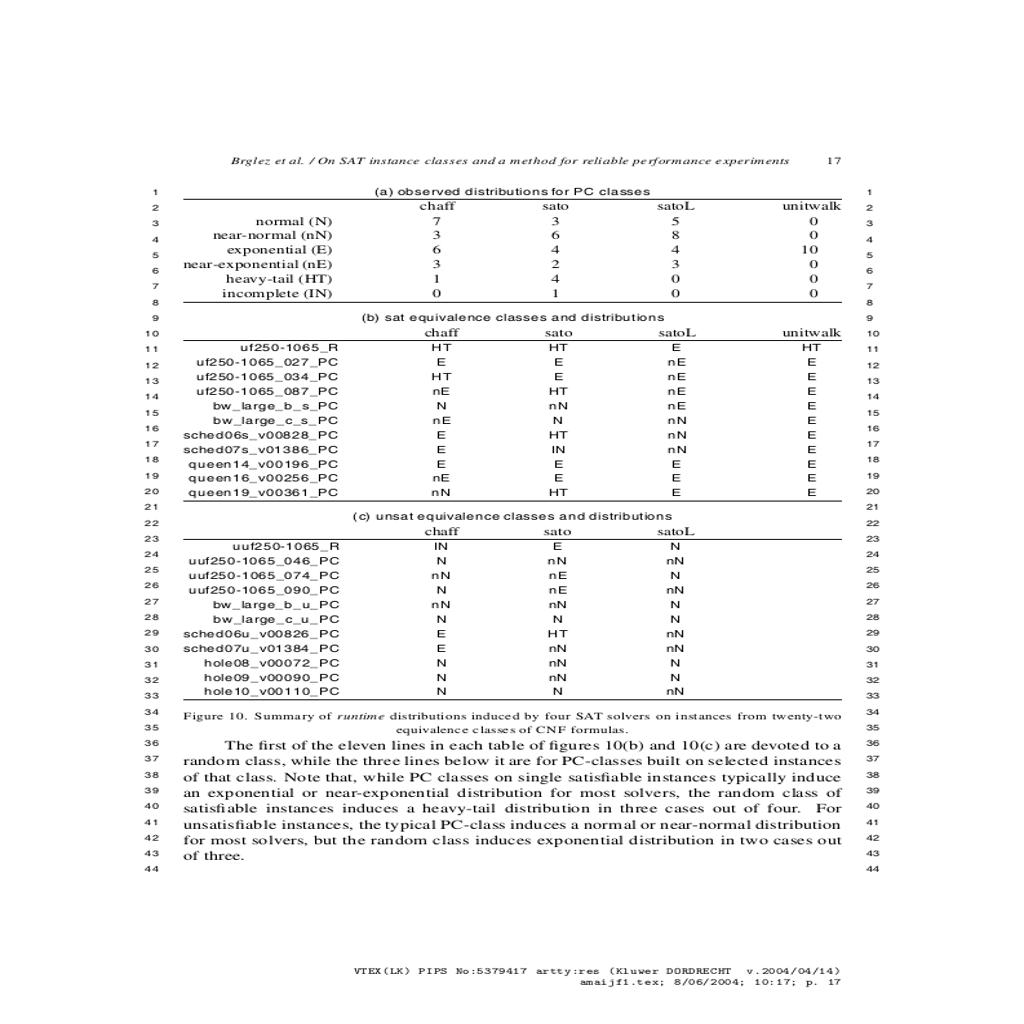 Brglez et al. / On SAT instance classes and a method for reliable performance experiments 17
1 (a) observed distributions for PC classes 1
2 chaff sato satoL unitwalk 2
3 normal (N) 7 3 5 0 3
4 near-normal (nN) 3 6 8 0 4
5 exponential (E) 6 4 4 10 5
6 near-exponential (nE) 3 2 3 0 6
7 heavy-tail (HT) 1 4 0 0 7
8 incomplete (IN) 0 1 0 0 8
9 (b) sat equivalence classes and distributions 9
10 chaff sato satoL unitwalk 10
11 uf250-1065_R HT HT E HT 11
12 uf250-1065_027_PC E E nE E 12
13 uf250-1065_034_PC HT E nE E 13
14 uf250-1065_087_PC nE HT nE E 14
15 bw_large_b_s_PC N nN nE E 15
16 bw_large_c_s_PC nE N nN E 16
17 sched06s_v00828_PC E HT nN E 17
18 sched07s_v01386_PC E IN nN E 18
19 queen14_v00196_PC E E E E 19
20 queen16_v00256_PC nE E E E 20
queen19_v00361_PC nN HT E E
21 21
22 (c) unsat equivalence classes and distributions 22
23 chaff sato satoL 23
24 uuf250-1065_R IN E N 24
25 uuf250-1065_046_PC N nN nN 25
26 uuf250-1065_074_PC nN nE N 26
27 uuf250-1065_090_PC N nE nN 27
28 bw_large_b_u_PC nN nN N 28
29 bw_large_c_u_PC N N N 29
30 sched06u_v00826_PC E HT nN 30
31 sched07u_v01384_PC E nN nN 31
32 hole08_v00072_PC N nN N 32
33 hole09_v00090_PC N nN N 33
hole10_v00110_PC N N nN
34 Figure 10. Summary of runtime distributions induced by four SAT solvers on instances from twenty-two 34
35 equivalence classes of CNF formulas. 35
36 The first of the eleven lines in each table of figures 10(b) and 10(c) are devoted to a 36
37 random class, while the three lines below it are for PC-classes built on selected instances 37
38 of that class. Note that, while PC classes on single satisfiable instances typically induce 38
39 an exponential or near-exponential distribution for most solvers, the random class of 39
40 satisfiable instances induces a heavy-tail distribution in three cases out of four. For 40
41 unsatisfiable instances, the typical PC-class induces a normal or near-normal distribution 41
42 for most solvers, but the random class induces exponential distribution in two cases out 42
43 of three. 43
44 44
VTEX(LK) PIPS No:5379417 artty:res (Kluwer DORDRECHT v.2004/04/14)
amaijf1.tex; 8/06/2004; 10:17; p. 17